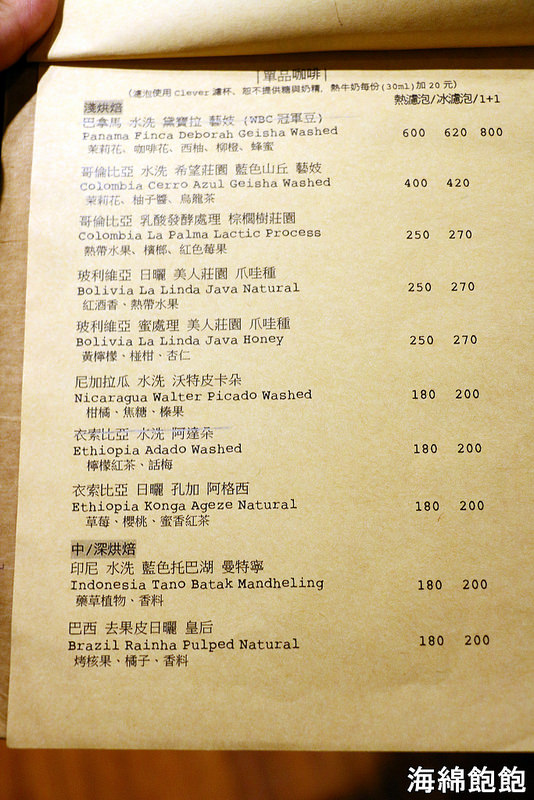 單品咖啡
(濾泡使用 Clever 濾杯、恕不提供糖與奶精，熱牛奶每份(30ml)加 20 元)
淺烘焙 熱濾泡/冰濾泡/1+1
巴拿馬 水洗 黛寶拉 藝妓 (WBC 冠軍豆)
Panama Finca Deborah Geisha Washed 600 620 800
茉莉花、咖啡花、西柚、柳橙、蜂蜜
哥倫比亞 水洗 希望莊園 藍色山丘 藝妓
Colombia Cerro Azul Geisha Washed 400 420
茉莉花、柚子醬、烏龍茶
哥倫比亞 乳酸發酵處理 棕櫚樹莊園
Colombia La Palma Lactic Process 250 270
熱帶水果、檳榔、紅色莓果
玻利維亞 日曬 美人莊園 爪哇種
Bolivia La Linda Java Natural 250 270
紅酒香、熱帶水果
玻利維亞 蜜處理 美人莊園 爪哇種
Bolivia La Linda Java Honey 250 270
黃檸檬、椪柑、杏仁
尼加拉瓜 水洗 沃特皮卡朵
Nicaragua Walter Picado Washed 180 200
柑橘、焦糖、榛果
衣索比亞 水洗 阿達朵
Ethiopia Adado Washed 180 200
檸檬紅茶、話梅
衣索比亞 日曬 孔加 阿格西
Ethiopia Konga Ageze Natural 180 200
草莓、櫻桃、蜜香紅茶
中/深烘焙
印尼 水洗 藍色托巴湖 曼特寧
Indonesia Tano Batak Mandheling 180 200
藥草植物、香料
巴西 去果皮日曬 皇后
Brazil Rainha Pulped Natural 180 200
烤核果、橘子、香料
海綿飽飽